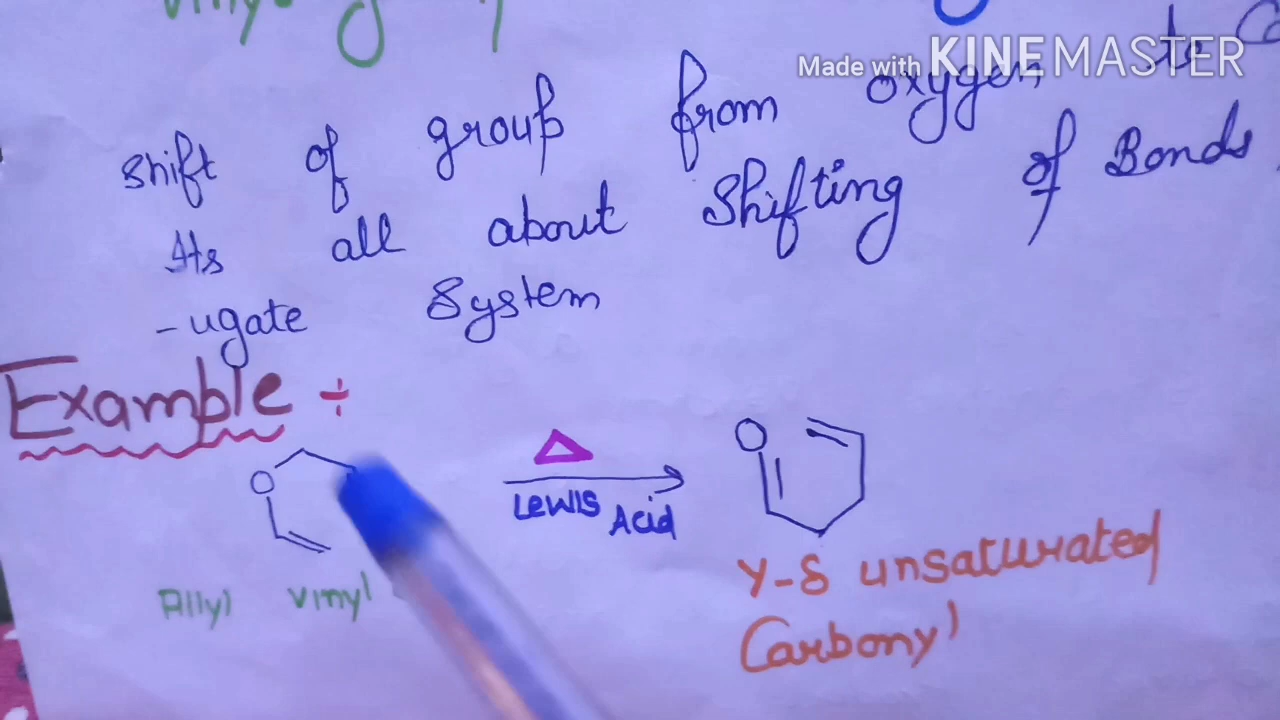 Made with KINEMASTER
Shift of group from oxygen to
Its all about Shifting of Bonds
-ugate System
Example ÷
O
Allyl vinyl
Δ
Lewis Acid
O
γ-δ unsaturated
Carbonyl